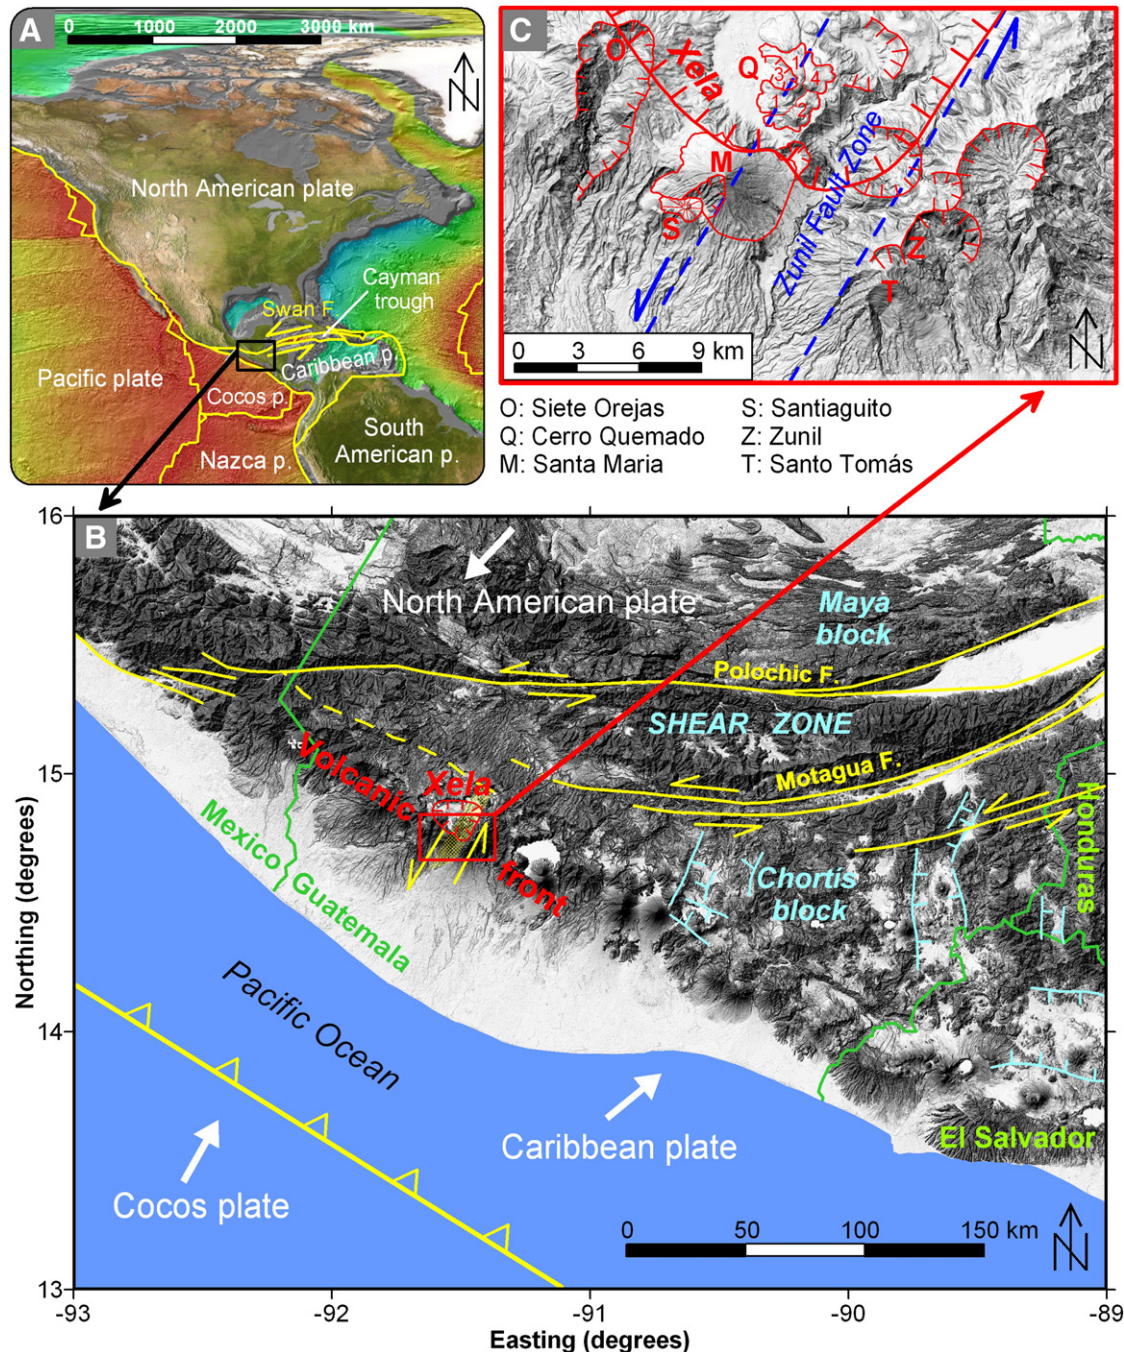 A
0 1000 2000 3000 km
N
North American plate
Cayman
trough
Swan F.
Caribbean p.
Pacific plate
Cocos p.
Nazca p.
South
American p.
C
O
Xela
Q
1
3
4
2
M
S
Zunil Fault Zone
Z
T
0 3 6 9 km
N
O: Siete Orejas
Q: Cerro Quemado
M: Santa Maria
S: Santiaguito
Z: Zunil
T: Santo Tomás
B
16
15
14
13
Northing (degrees)
North American plate
Maya
block
Polochic F.
SHEAR ZONE
Motagua F.
Volcanic
Xela
front
Mexico
Guatemala
Chortis
block
Honduras
Pacific Ocean
Caribbean plate
El Salvador
Cocos plate
0 50 100 150 km
N
-93 -92 -91 -90 -89
Easting (degrees)